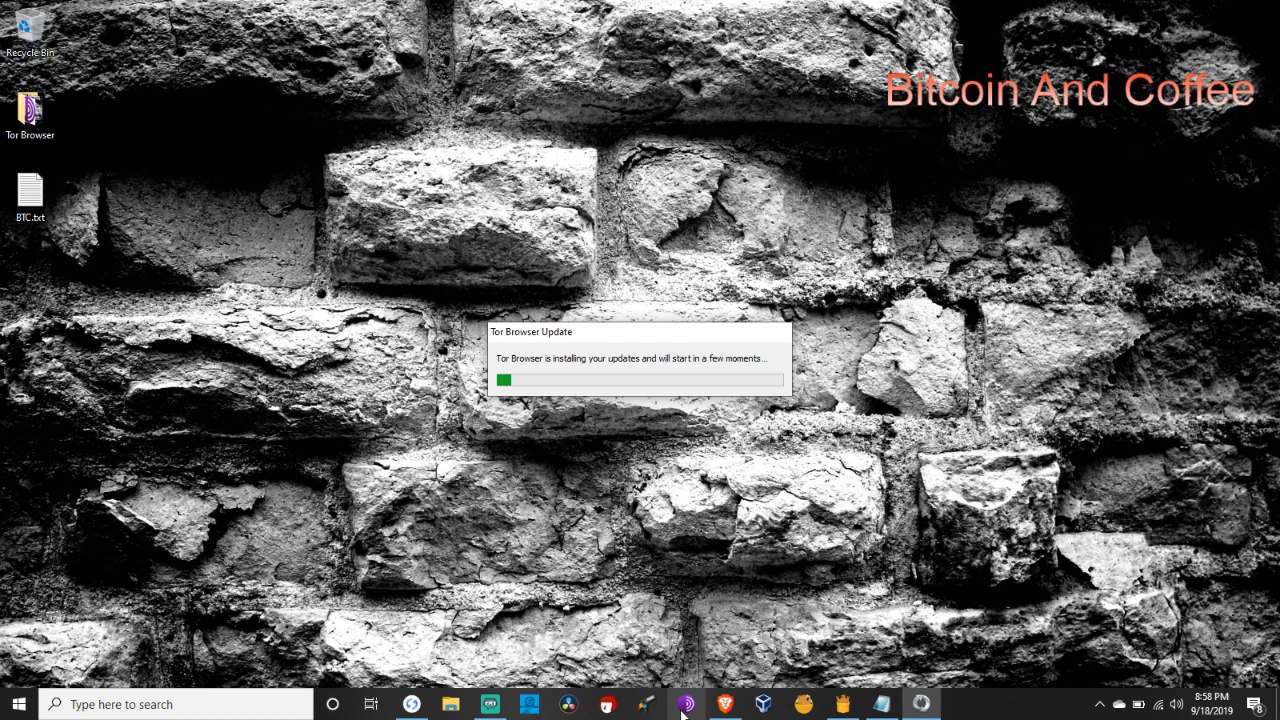 Recycle Bin
Bitcoin And Coffee
Tor Browser
BTC.txt
Tor Browser Update
Tor Browser is installing your updates and will start in a few moments...
Type here to search
8:58 PM
9/18/2019
8